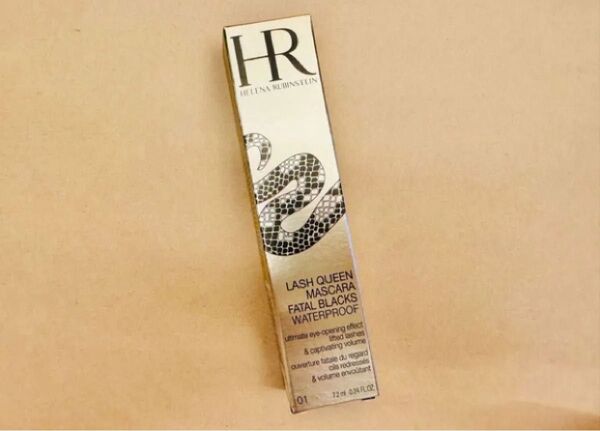 HR
HELENA RUBINSTEIN
LASH QUEEN
MASCARA
FATAL BLACKS
WATERPROOF
ultimate eye-opening effect
lifted lashes
& captivating volume
ouverture fatale du regard
cils redressés
& volume envoûtant
01
7.2 ml 0.24 FL.OZ.